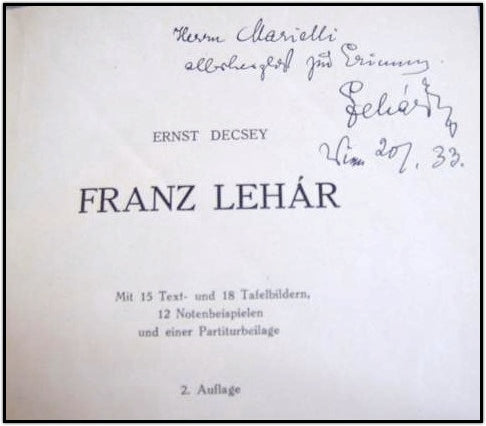 Herrn Marielli
allerherzlichst zur Erinnerung
Lehár
Wien 20/. 33.
ERNST DECSEY
FRANZ LEHÁR
Mit 15 Text- und 18 Tafelbildern,
12 Notenbeispielen
und einer Partiturbeilage
2. Auflage